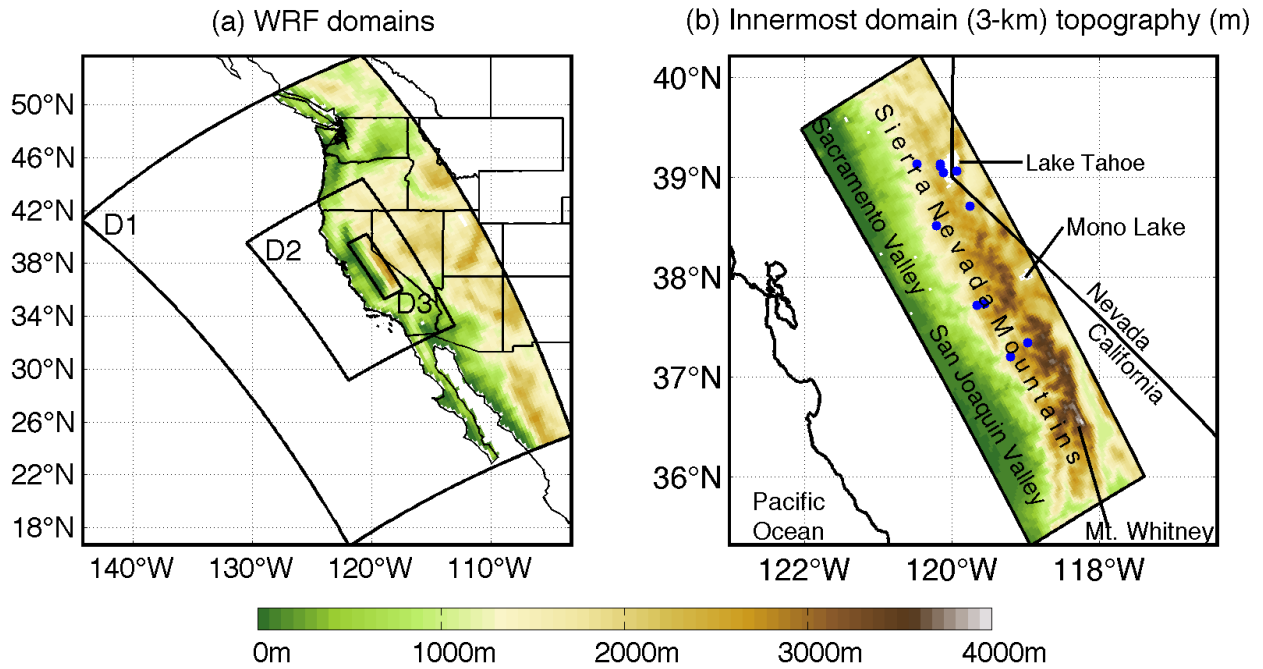 (a) WRF domains
(b) Innermost domain (3-km) topography (m)
50°N
46°N
42°N
38°N
34°N
30°N
26°N
22°N
18°N
140°W
130°W
120°W
110°W
D1
D2
D3
40°N
39°N
38°N
37°N
36°N
122°W
120°W
118°W
Sacramento Valley
San Joaquin Valley
Sierra Nevada Mountains
Lake Tahoe
Mono Lake
Nevada
California
Pacific
Ocean
Mt. Whitney
0m
1000m
2000m
3000m
4000m